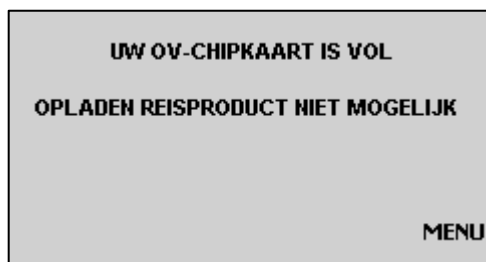 UW OV-CHIPKAART IS VOL
OPLADEN REISPRODUCT NIET MOGELIJK
MENU